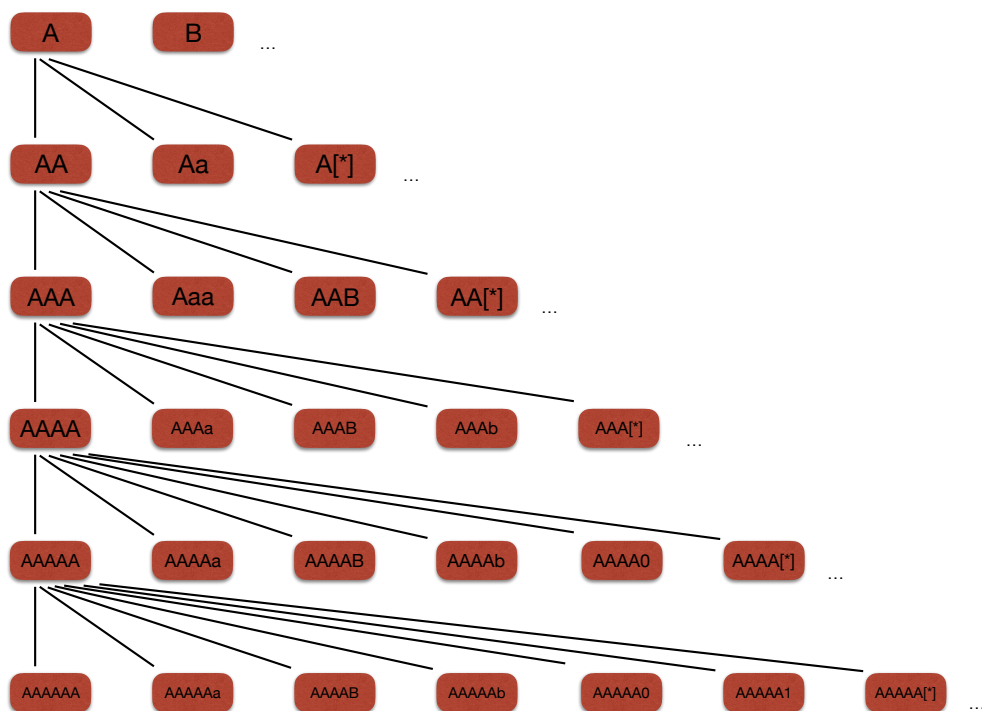 A B ...
AA Aa A[*] ...
AAA Aaa AAB AA[*] ...
AAAA AAAa AAAB AAAb AAA[*] ...
AAAAA AAAAa AAAAB AAAAb AAAA0 AAAA[*] ...
AAAAAA AAAAAa AAAAB AAAAAb AAAAA0 AAAAA1 AAAAA[*] ...